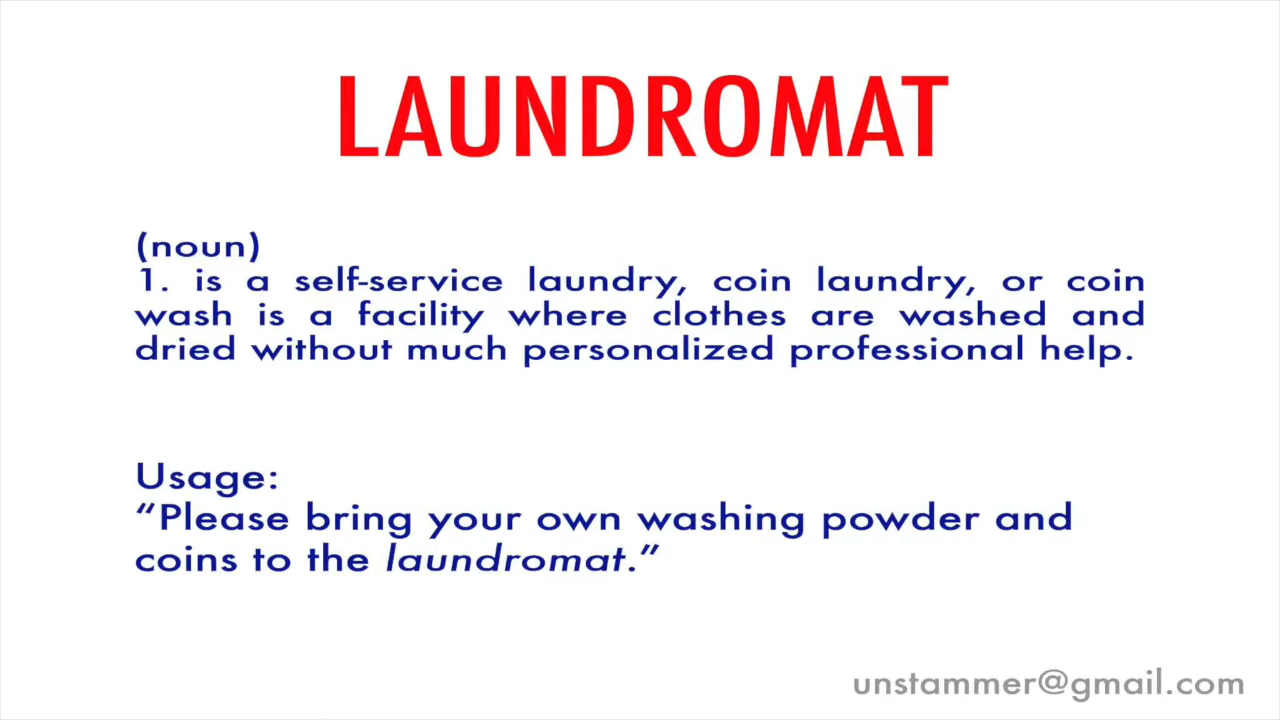 LAUNDROMAT
(noun)
1. is a self-service laundry, coin laundry, or coin
wash is a facility where clothes are washed and
dried without much personalized professional help.
Usage:
“Please bring your own washing powder and
coins to the laundromat.”
unstammer@gmail.com